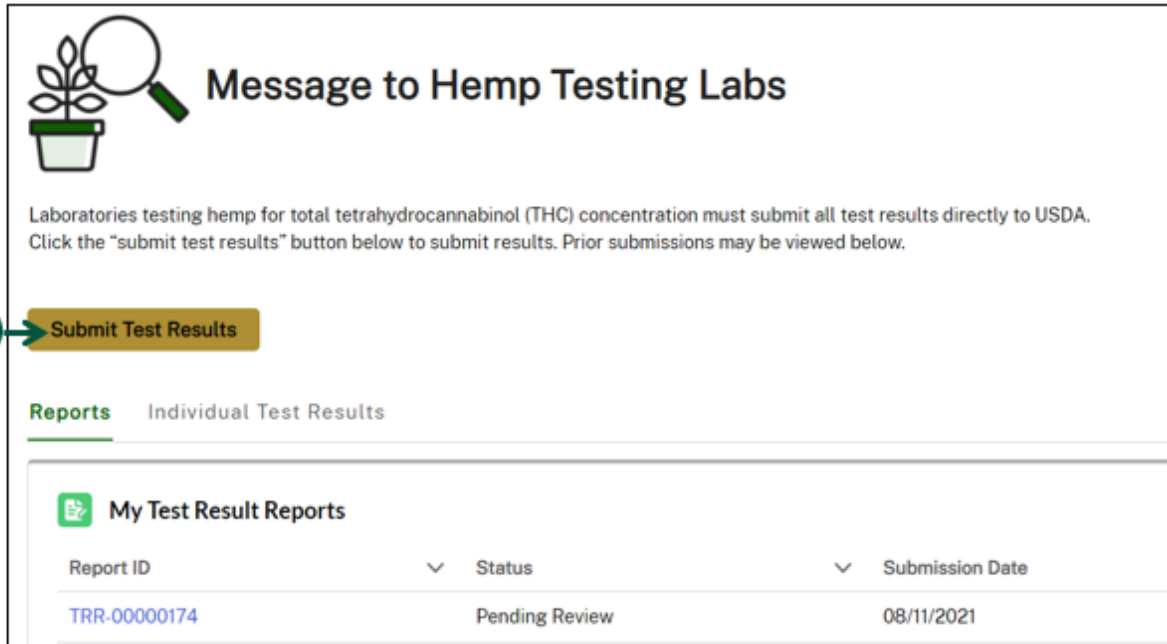 Message to Hemp Testing Labs
Laboratories testing hemp for total tetrahydrocannabinol (THC) concentration must submit all test results directly to USDA.
Click the “submit test results” button below to submit results. Prior submissions may be viewed below.
Submit Test Results
Reports Individual Test Results
My Test Result Reports
Report ID Status Submission Date
TRR-00000174 Pending Review 08/11/2021